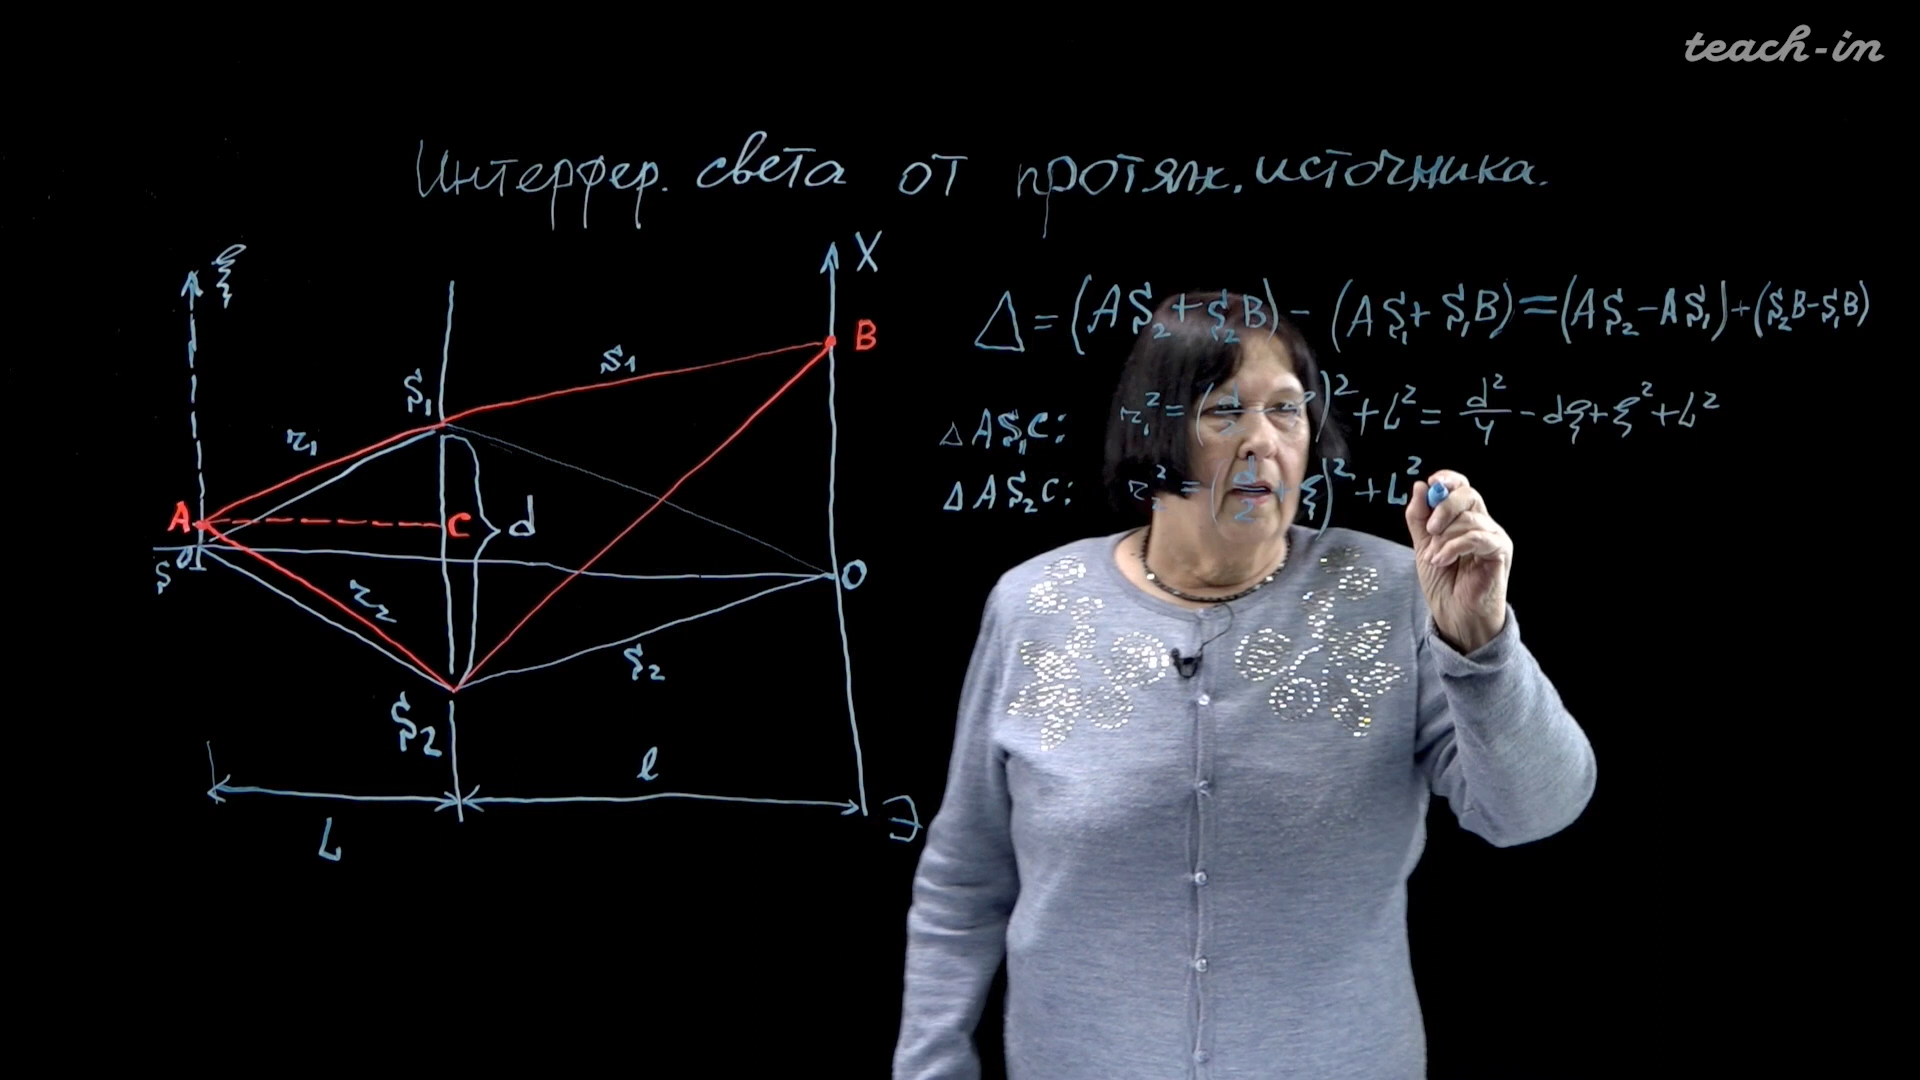 teach-in
Интерфер. света от протяж. источника.
ξ
X
B
S₁
s₁
r₁
A
C
d
S
O
O
r₂
s₂
S₂
l
L
Э
Δ = (AS₂ + S₂B) - (AS₁ + S₁B) = (AS₂ - AS₁) + (S₂B - S₁B)
ΔAS₁C: r₁² = (d/2 - ξ)² + L² = d²/4 - dξ + ξ² + L²
ΔAS₂C: r₂² = (d/2 + ξ)² + L²